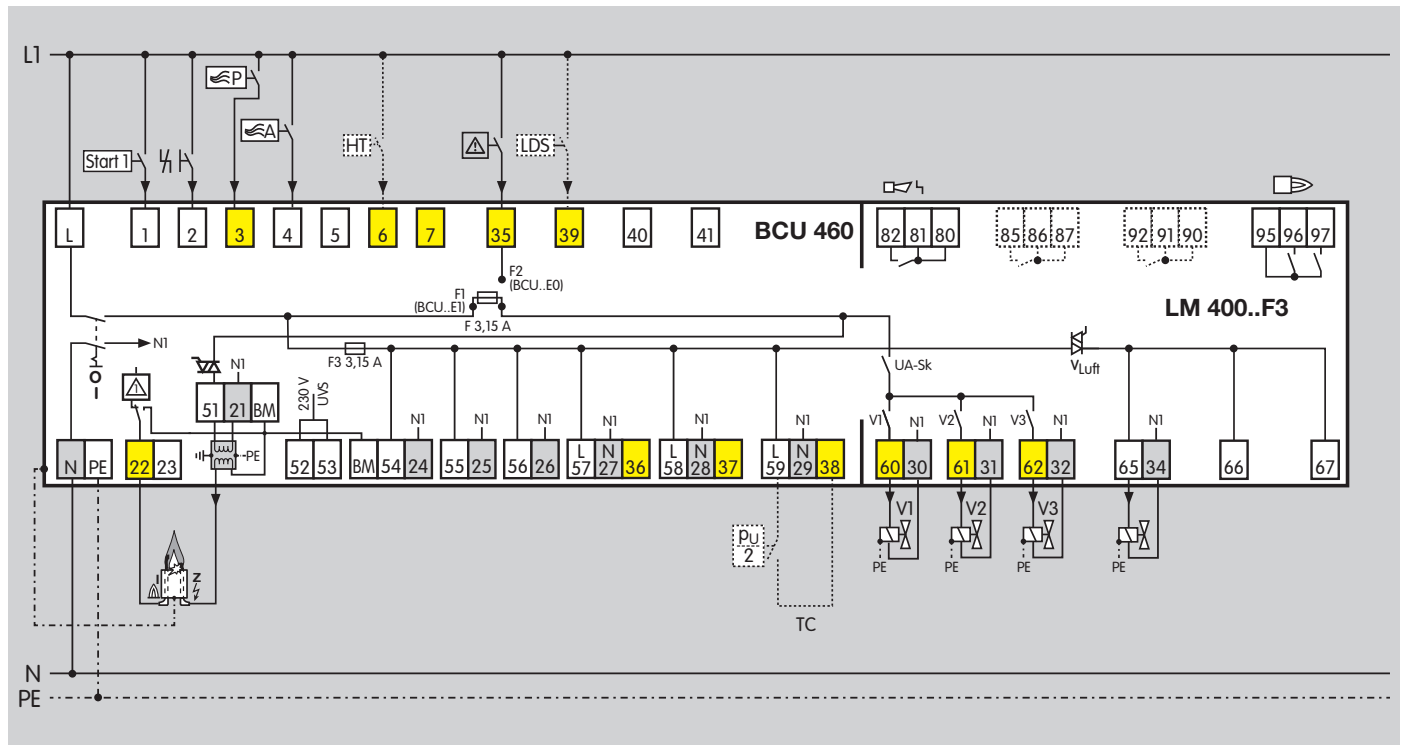 L1
P
A
HT
LDS
Start 1
L 1 2 3 4 5 6 7 35 39 40 41
BCU 460
82 81 80 85 86 87 92 91 90 95 96 97
F2
(BCU..E0)
F1
(BCU..E1)
F 3,15 A
LM 400..F3
N1
F3 3,15 A
N1
O
I
230 V
UVS
UA-Sk
VLuft
51 21 BM
PE
N1 N1 N1 N1 N1 N1
V1 N1 V2 N1 V3 N1 N1
N PE 22 23 52 53 BM 54 24 55 25 56 26
L 57 N 27 36
L 58 N 28 37
L 59 N 29 38
60 30 61 31 62 32 65 34 66 67
V1 V2 V3
PE PE PE PE
pU
2
I Z
TC
N
PE